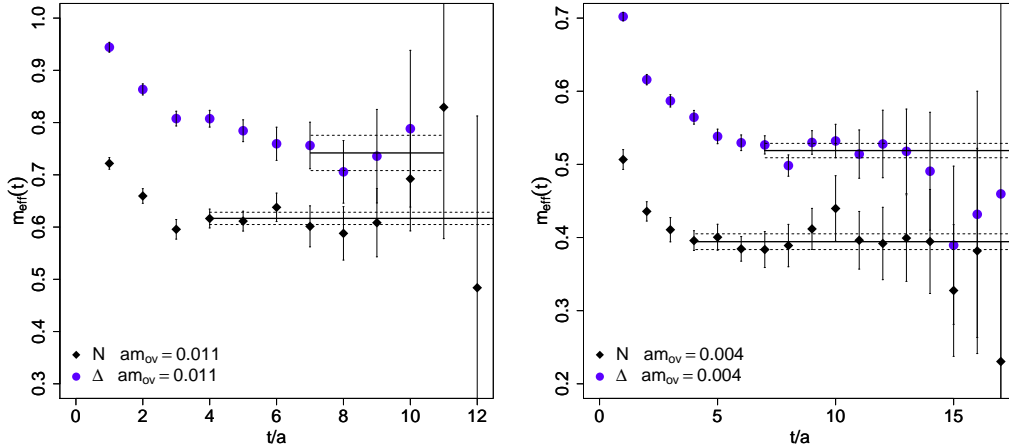 1.0
0.9
0.8
0.7
0.6
0.5
0.4
0.3
m_eff(t)
N am_ov = 0.011
Δ am_ov = 0.011
0 2 4 6 8 10 12
t/a
0.7
0.6
0.5
0.4
0.3
0.2
m_eff(t)
N am_ov = 0.004
Δ am_ov = 0.004
0 5 10 15
t/a